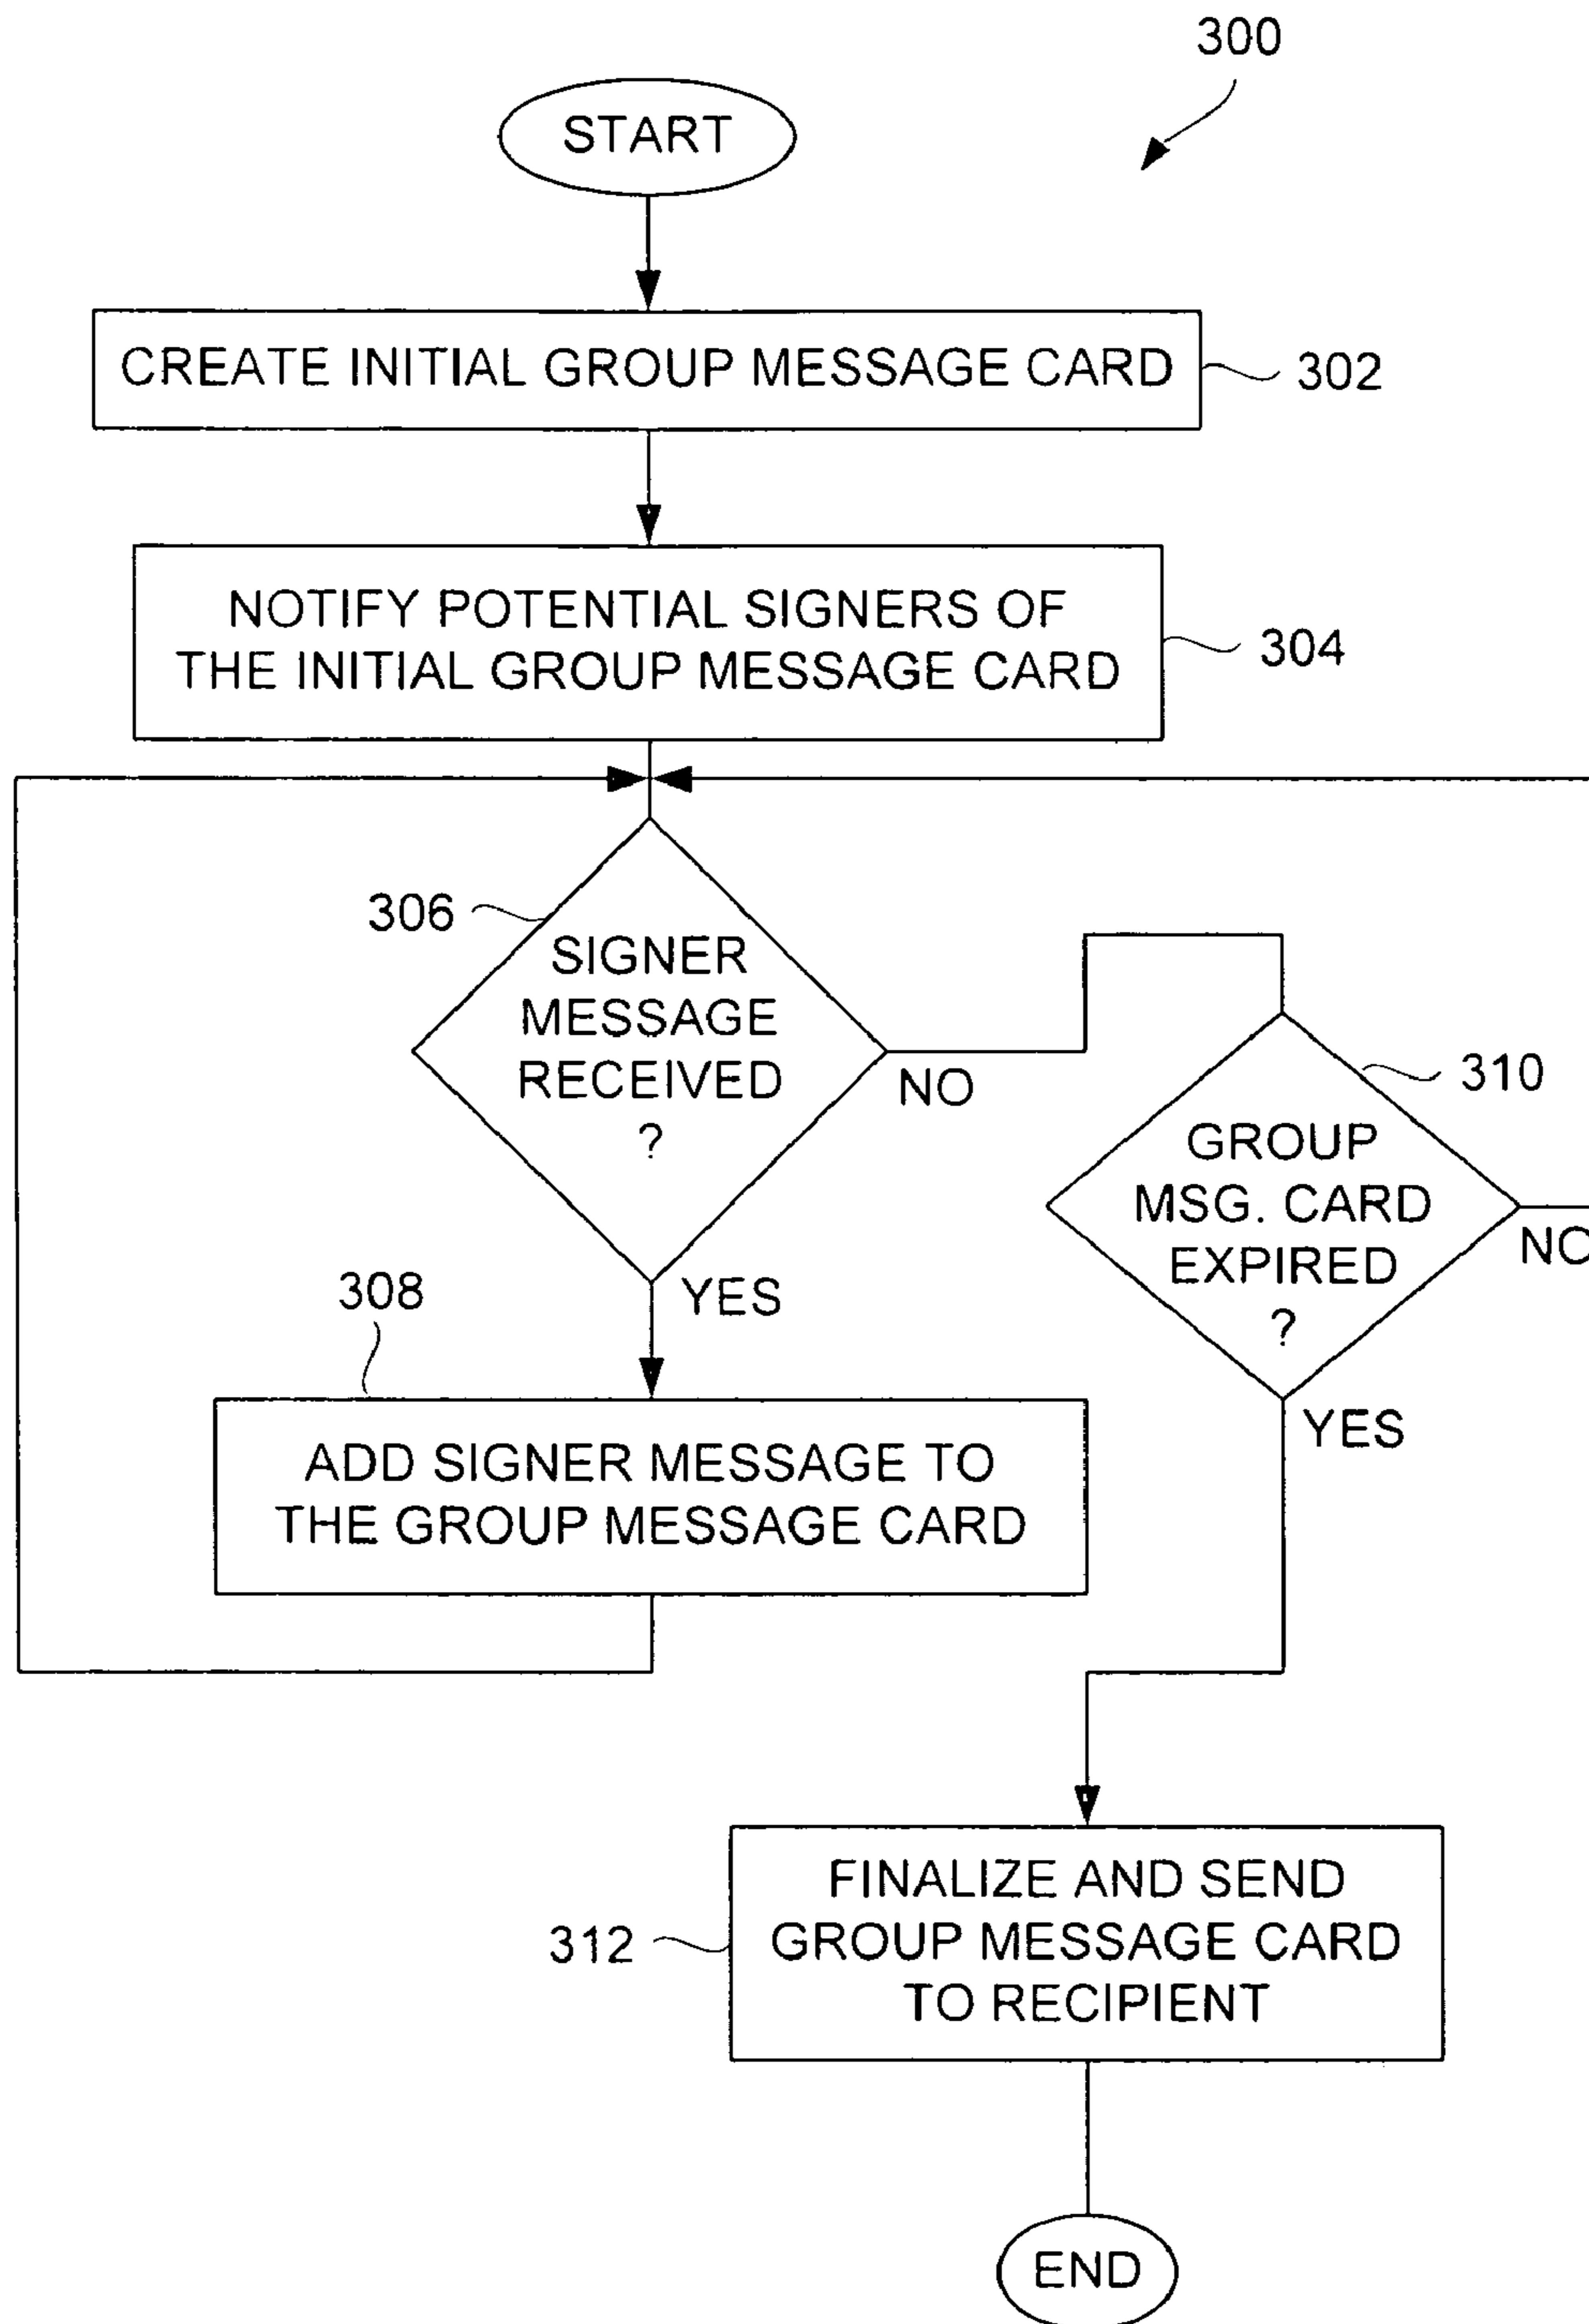 300
START
CREATE INITIAL GROUP MESSAGE CARD
302
NOTIFY POTENTIAL SIGNERS OF
THE INITIAL GROUP MESSAGE CARD
304
306
SIGNER
MESSAGE
RECEIVED
?
NO
310
GROUP
MSG. CARD
EXPIRED
?
NO
YES
308
YES
ADD SIGNER MESSAGE TO
THE GROUP MESSAGE CARD
312
FINALIZE AND SEND
GROUP MESSAGE CARD
TO RECIPIENT
END